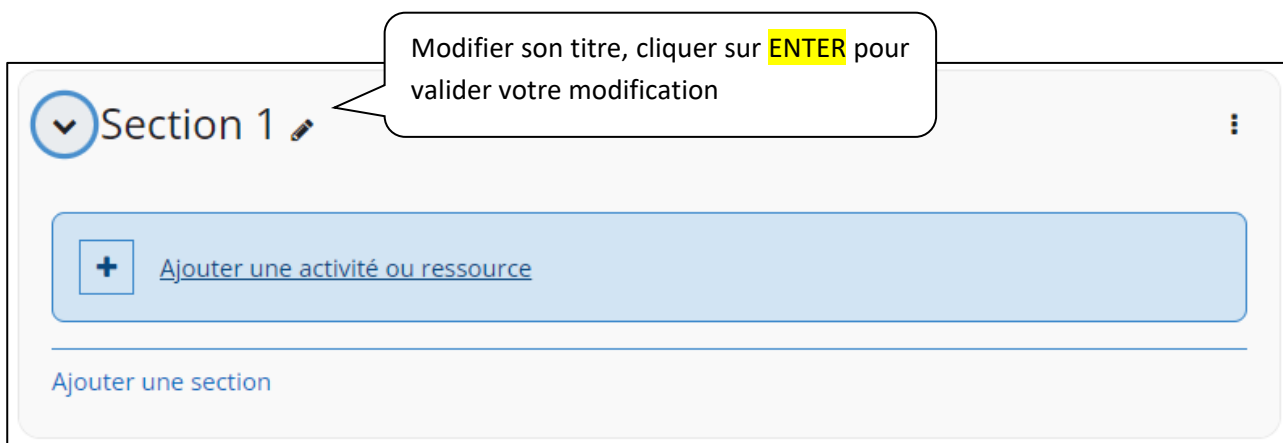 Modifier son titre, cliquer sur ENTER pour
valider votre modification
Section 1
Ajouter une activité ou ressource
Ajouter une section